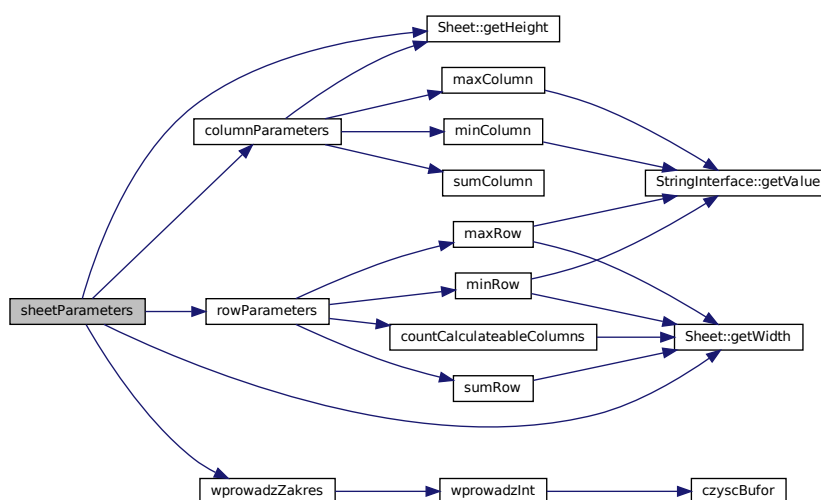 Sheet::getHeight
maxColumn
columnParameters
minColumn
sumColumn
StringInterface::getValue
maxRow
minRow
sheetParameters
rowParameters
countCalculateableColumns
Sheet::getWidth
sumRow
wprowadzZakres
wprowadzInt
czyscBufor